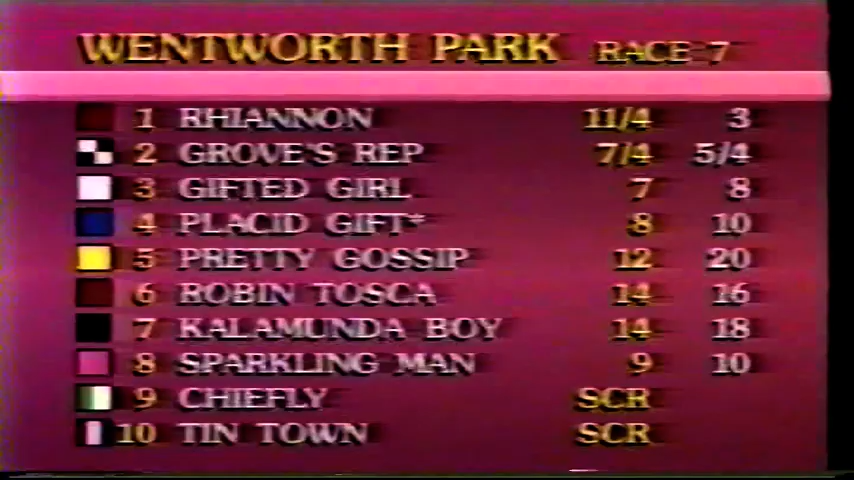 WENTWORTH PARK RACE 7
1 RHIANNON 11/4 3
2 GROVE'S REP 7/4 5/4
3 GIFTED GIRL 7 8
4 PLACID GIFT* 8 10
5 PRETTY GOSSIP 12 20
6 ROBIN TOSCA 14 16
7 KALAMUNDA BOY 14 18
8 SPARKLING MAN 9 10
9 CHIEFLY SCR
10 TIN TOWN SCR